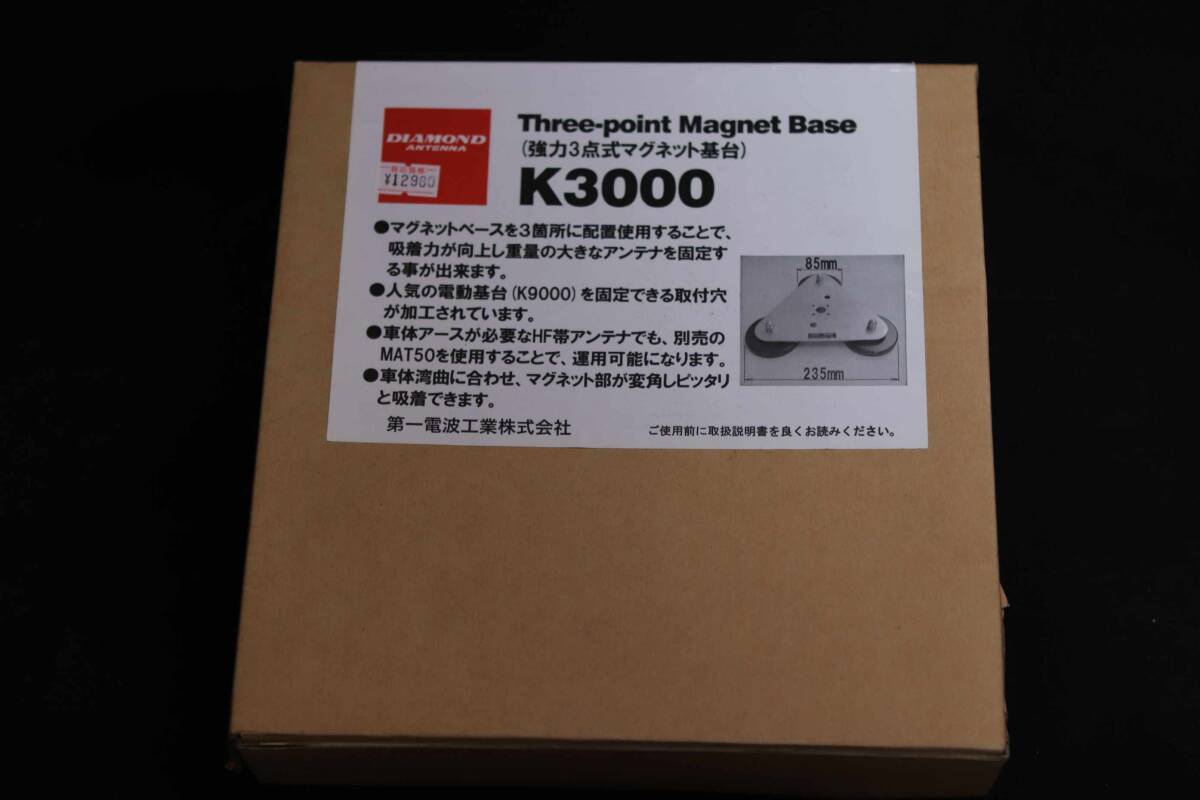 DIAMOND
ANTENNA
¥12980
Three-point Magnet Base
(強力3点式マグネット基台)
K3000
●マグネットベースを3箇所に配置使用することで、
吸着力が向上し重量の大きなアンテナを固定す
る事が出来ます。
●人気の電動基台(K9000)を固定できる取付穴
が加工されています。
●車体アースが必要なHF帯アンテナでも、別売の
MAT50を使用することで、運用可能になります。
●車体湾曲に合わせ、マグネット部が変角しピッタリ
と吸着できます。
85mm
235mm
第一電波工業株式会社
ご使用前に取扱説明書を良くお読みください。